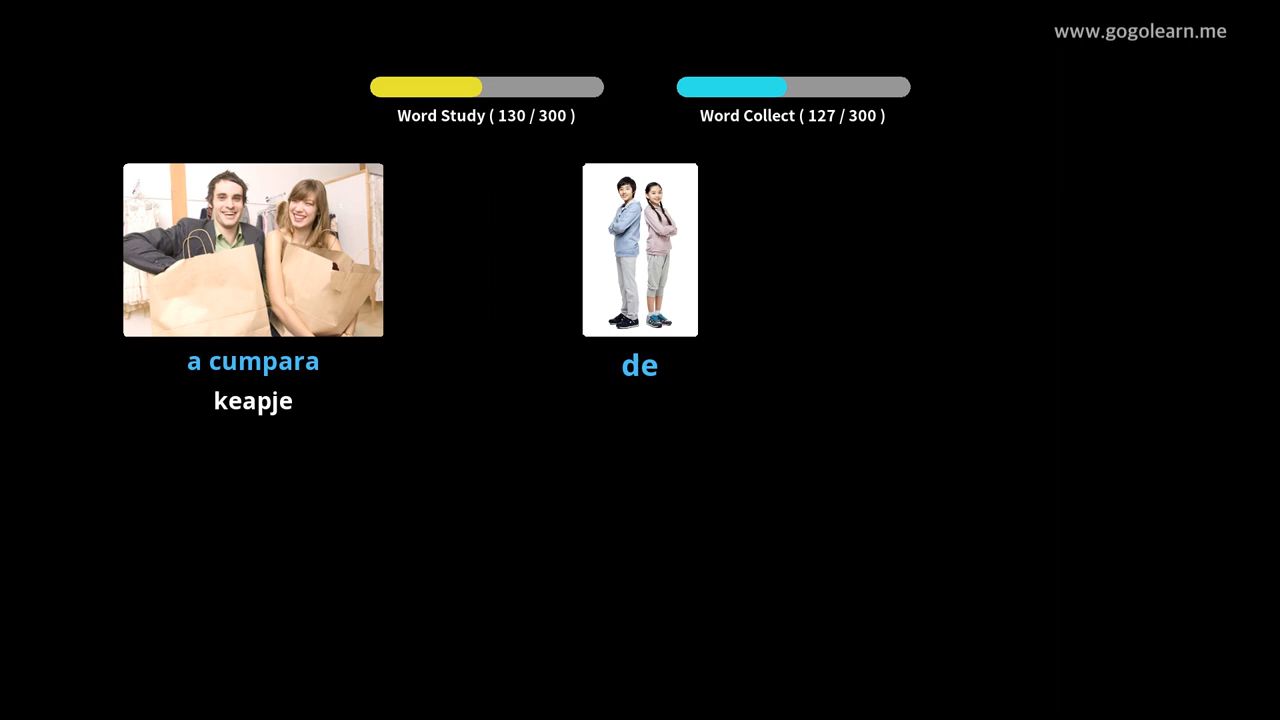 www.gogolearn.me
Word Study ( 130 / 300 )
Word Collect ( 127 / 300 )
a cumpara
keapje
de